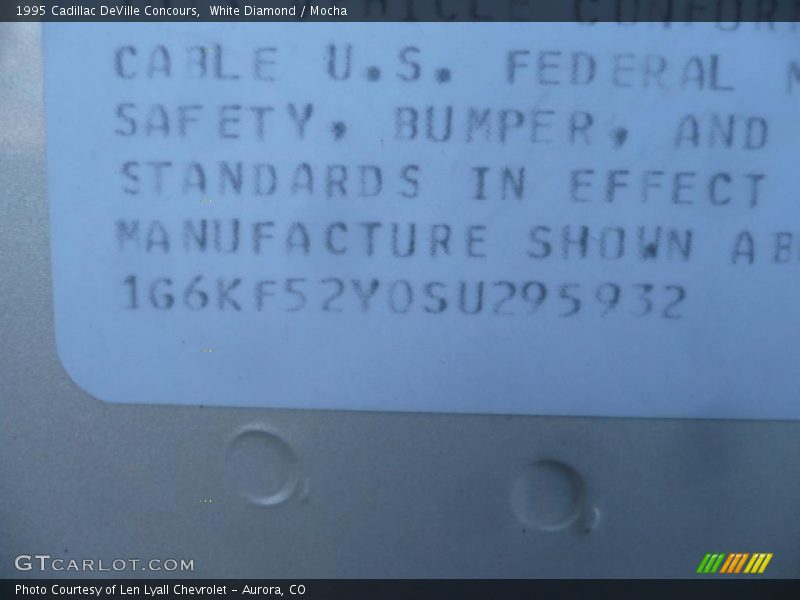 1995 Cadillac DeVille Concours, White Diamond / Mocha
CABLE U.S. FEDERAL
SAFETY, BUMPER, AND
STANDARDS IN EFFECT
MANUFACTURE SHOWN AB
1G6KF52Y0SU295932
GTCARLOT.COM
Photo Courtesy of Len Lyall Chevrolet – Aurora, CO